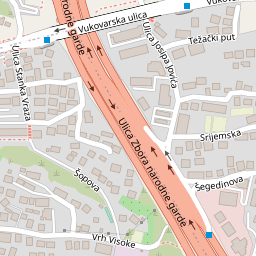 Vukovarska ulica
Vukov
Ulica Josipa Jovića
Težački put
narodne garde
Ulica Stanka Vraza
Ulica Zbora narodne garde
Srijemska
Šopova
Šegedinova
Vrh Visoke